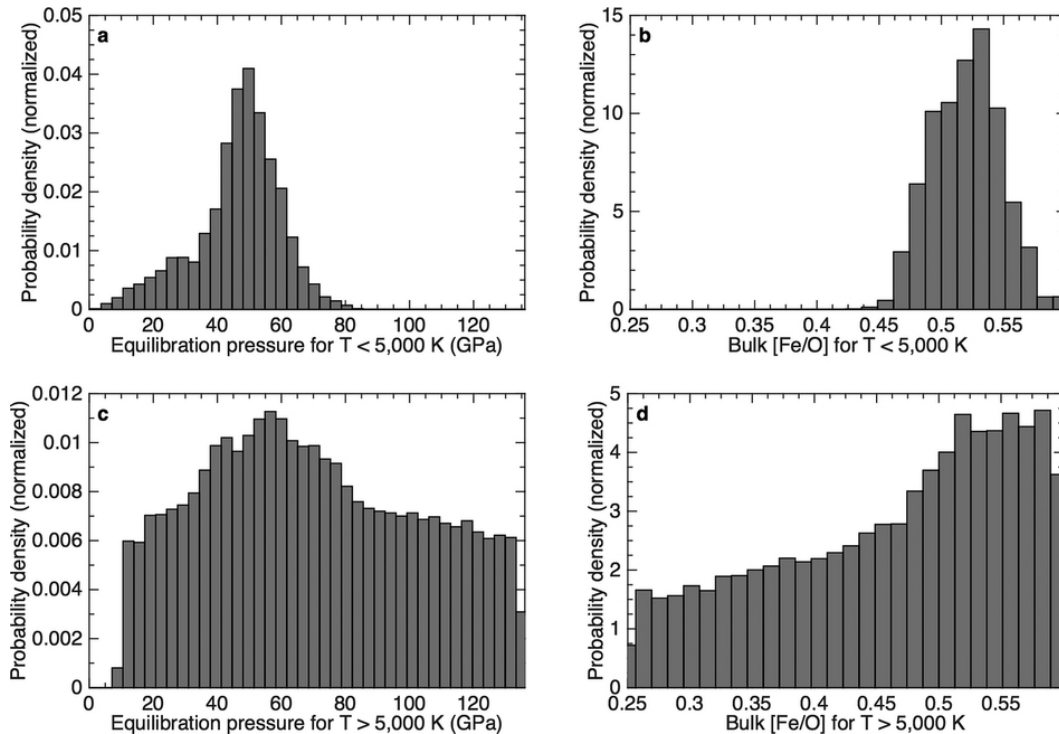 a
Probability density (normalized)
0.05
0.04
0.03
0.02
0.01
0
0 20 40 60 80 100 120
Equilibration pressure for T < 5,000 K (GPa)
b
Probability density (normalized)
15
10
5
0
0.25 0.3 0.35 0.4 0.45 0.5 0.55
Bulk [Fe/O] for T < 5,000 K
c
Probability density (normalized)
0.012
0.01
0.008
0.006
0.004
0.002
0
0 20 40 60 80 100 120
Equilibration pressure for T > 5,000 K (GPa)
d
Probability density (normalized)
5
4
3
2
1
0
0.25 0.3 0.35 0.4 0.45 0.5 0.55
Bulk [Fe/O] for T > 5,000 K